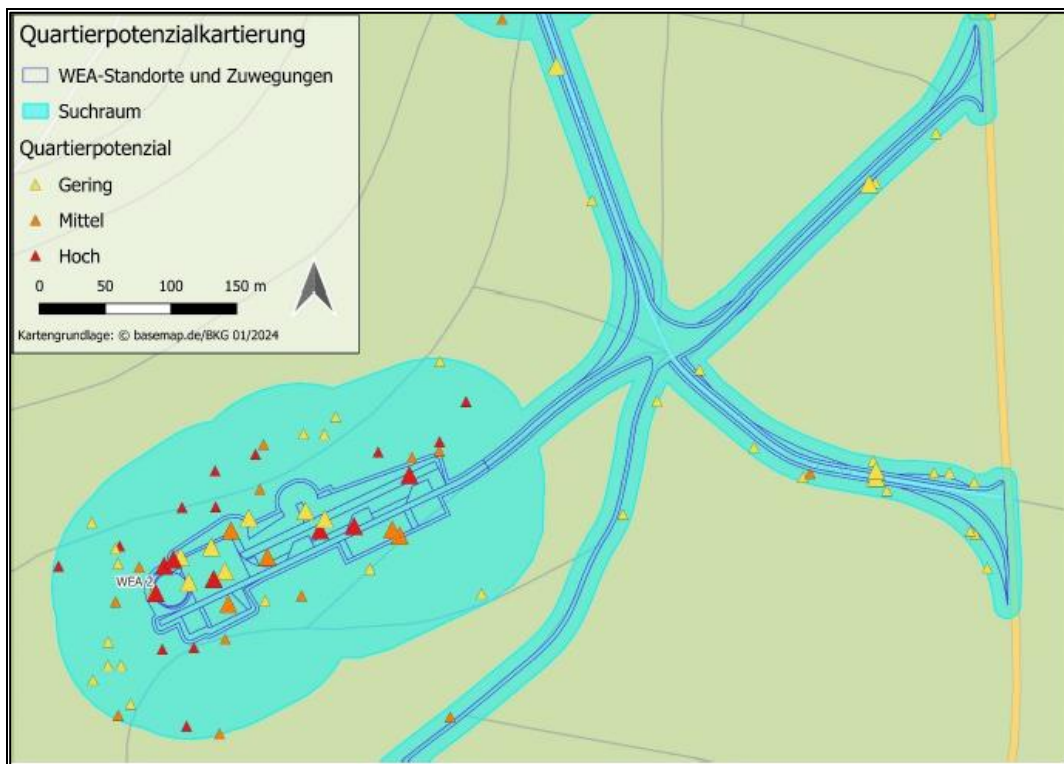 Quartierpotenzialkartierung
WEA-Standorte und Zuwegungen
Suchraum
Quartierpotenzial
Gering
Mittel
Hoch
0 50 100 150 m
Kartengrundlage: © basemap.de/BKG 01/2024
WEA 2